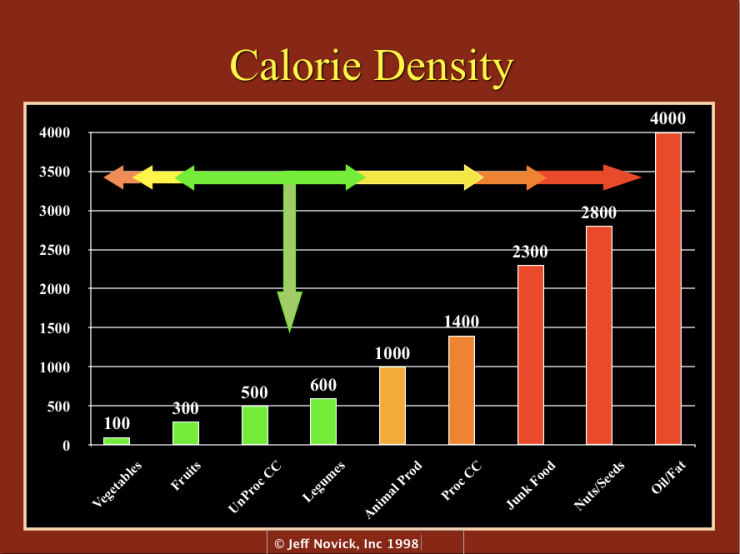 Calorie Density
4000
4000
3500
3000
2800
2500
2300
2000
1500
1400
1000
1000
500
600
500
300
100
0
Vegetables
Fruits
UnProc CC
Legumes
Animal Prod
Proc CC
Junk Food
Nuts/Seeds
Oil/Fat
© Jeff Novick, Inc 1998